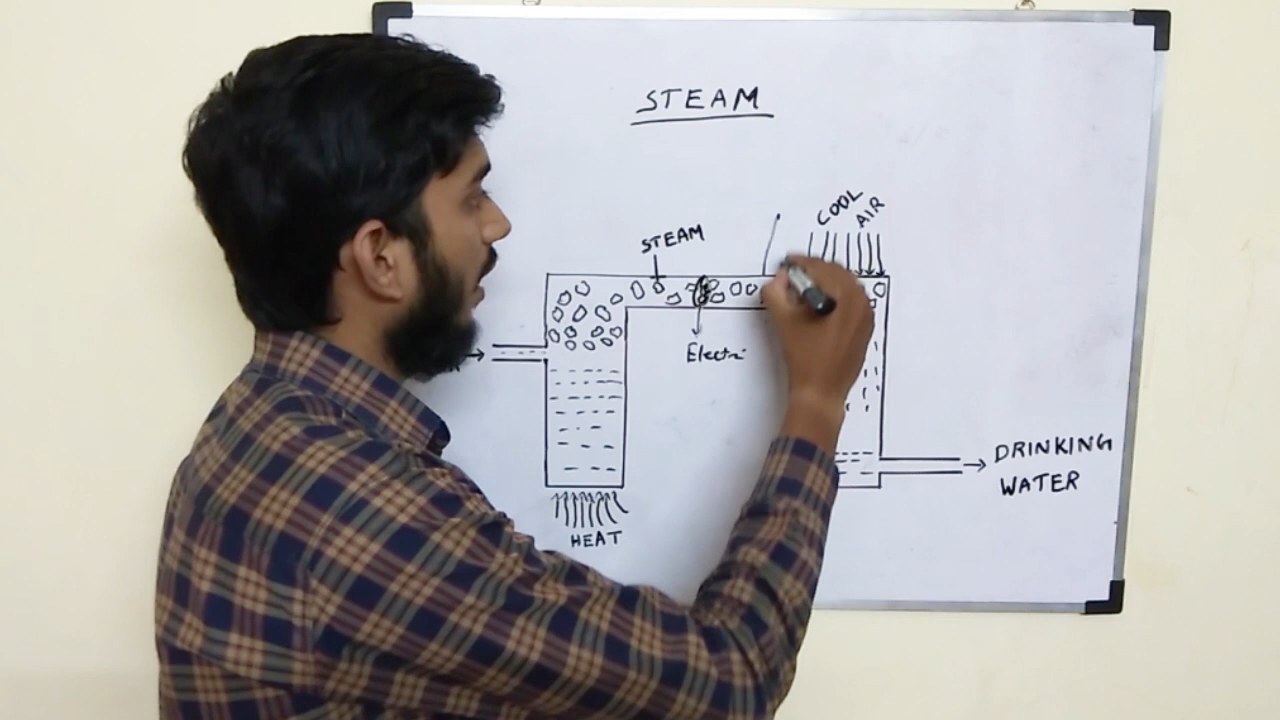 STEAM
COOL
AIR
STEAM
Electri
DRINKING
WATER
HEAT